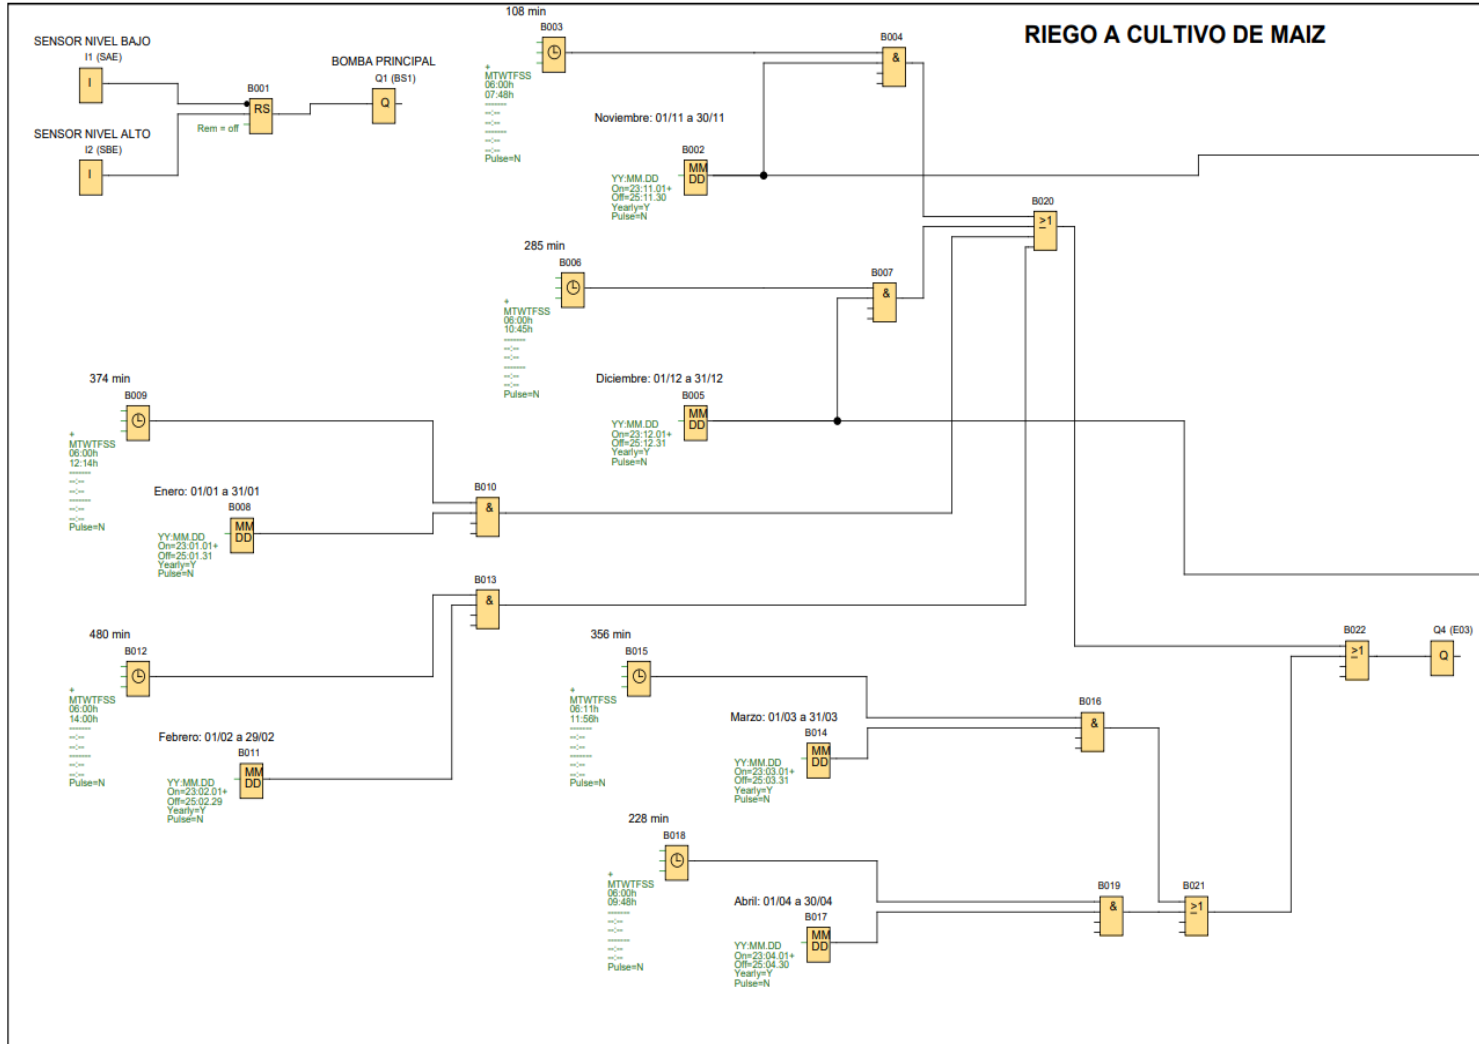 RIEGO A CULTIVO DE MAIZ
SENSOR NIVEL BAJO
I1 (SAE)
I
SENSOR NIVEL ALTO
I2 (SBE)
I
B001
RS
Rem = off
BOMBA PRINCIPAL
Q1 (BS1)
Q
108 min
B003
+
MTWTFSS
06:00h
07:48h
-------
--:--
--:--
-------
--:--
--:--
Pulse=N
B004
&
Noviembre: 01/11 a 30/11
B002
MM
DD
YY:MM.DD
On=23:11.01+
Off=25:11.30
Yearly=Y
Pulse=N
B020
≥1
285 min
B006
+
MTWTFSS
06:00h
10:45h
-------
--:--
--:--
-------
--:--
--:--
Pulse=N
B007
&
Diciembre: 01/12 a 31/12
B005
MM
DD
YY:MM.DD
On=23:12.01+
Off=25:12.31
Yearly=Y
Pulse=N
374 min
B009
+
MTWTFSS
06:00h
12:14h
-------
--:--
--:--
-------
--:--
--:--
Pulse=N
Enero: 01/01 a 31/01
B008
MM
DD
YY:MM.DD
On=23:01.01+
Off=25:01.31
Yearly=Y
Pulse=N
B010
&
B013
&
480 min
B012
+
MTWTFSS
06:00h
14:00h
-------
--:--
--:--
-------
--:--
--:--
Pulse=N
Febrero: 01/02 a 29/02
B011
MM
DD
YY:MM.DD
On=23:02.01+
Off=25:02.29
Yearly=Y
Pulse=N
356 min
B015
+
MTWTFSS
06:11h
11:56h
-------
--:--
--:--
-------
--:--
--:--
Pulse=N
Marzo: 01/03 a 31/03
B014
MM
DD
YY:MM.DD
On=23:03.01+
Off=25:03.31
Yearly=Y
Pulse=N
B016
&
B022
≥1
Q4 (E03)
Q
228 min
B018
+
MTWTFSS
06:00h
09:48h
-------
--:--
--:--
-------
--:--
--:--
Pulse=N
Abril: 01/04 a 30/04
B017
MM
DD
YY:MM.DD
On=23:04.01+
Off=25:04.30
Yearly=Y
Pulse=N
B019
&
B021
≥1